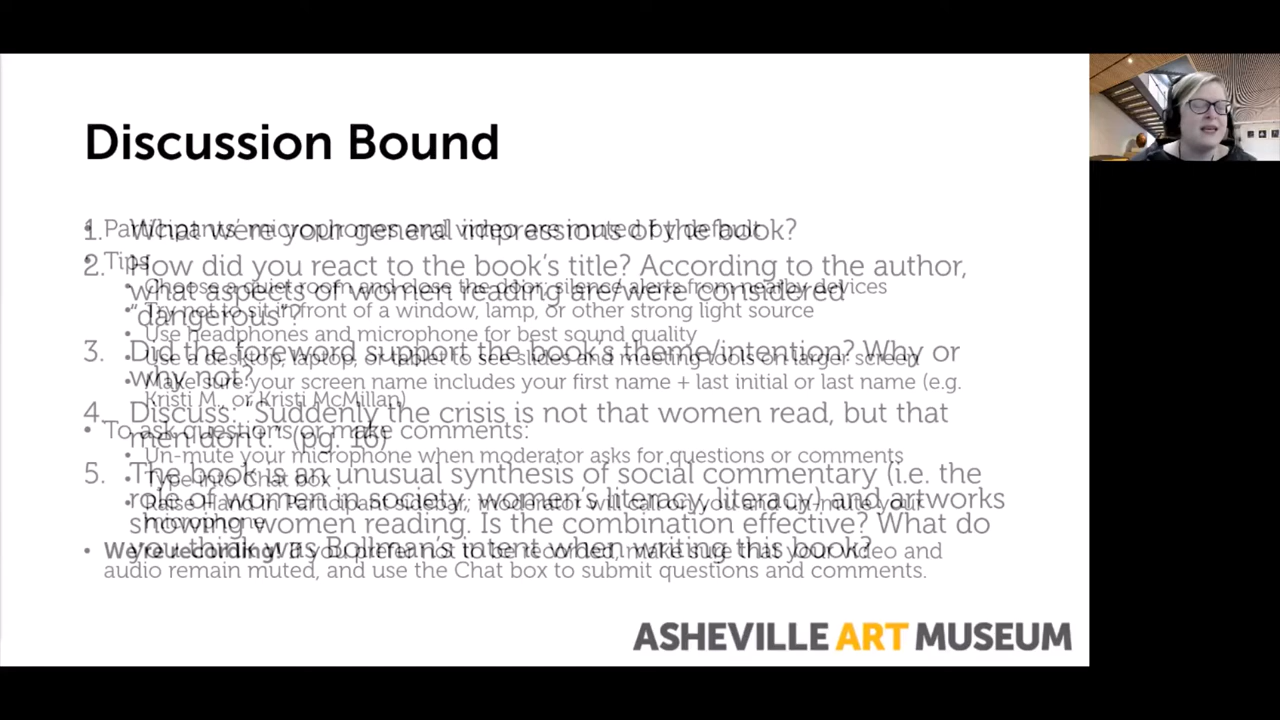 Discussion Bound
1. What were your general impressions of the book?
2. How did you react to the book's title? According to the author,
what aspects of women reading are/were considered
"dangerous"?
3. Did the foreword support the book's theme/intention? Why or
why not?
4. Discuss: "Suddenly the crisis is not that women read, but that
men don't." (pg. 16)
5. The book is an unusual synthesis of social commentary (i.e. the
role of women in society, women's literacy, literacy) and artworks
showing women reading. Is the combination effective? What do
you think was Bollman's intent when writing this book?
• Participants' microphones and video are muted by default
• Tips
• Choose a quiet room and close the door; silence alerts from nearby devices
• Try not to sit in front of a window, lamp, or other strong light source
• Use headphones and microphone for best sound quality
• Use a desktop, laptop, or tablet to see slides and meeting tools on larger screen
• Make sure your screen name includes your first name + last initial or last name (e.g.
Kristi M., or Kristi McMillan)
• To ask questions or make comments:
• Un-mute your microphone when moderator asks for questions or comments
• Type into Chat box
• Raise Hand in Participant sidebar; moderator will call on you and un-mute your
microphone
• We're recording! If you prefer not to be recorded, make sure that your video and
audio remain muted, and use the Chat box to submit questions and comments.
ASHEVILLE ART MUSEUM